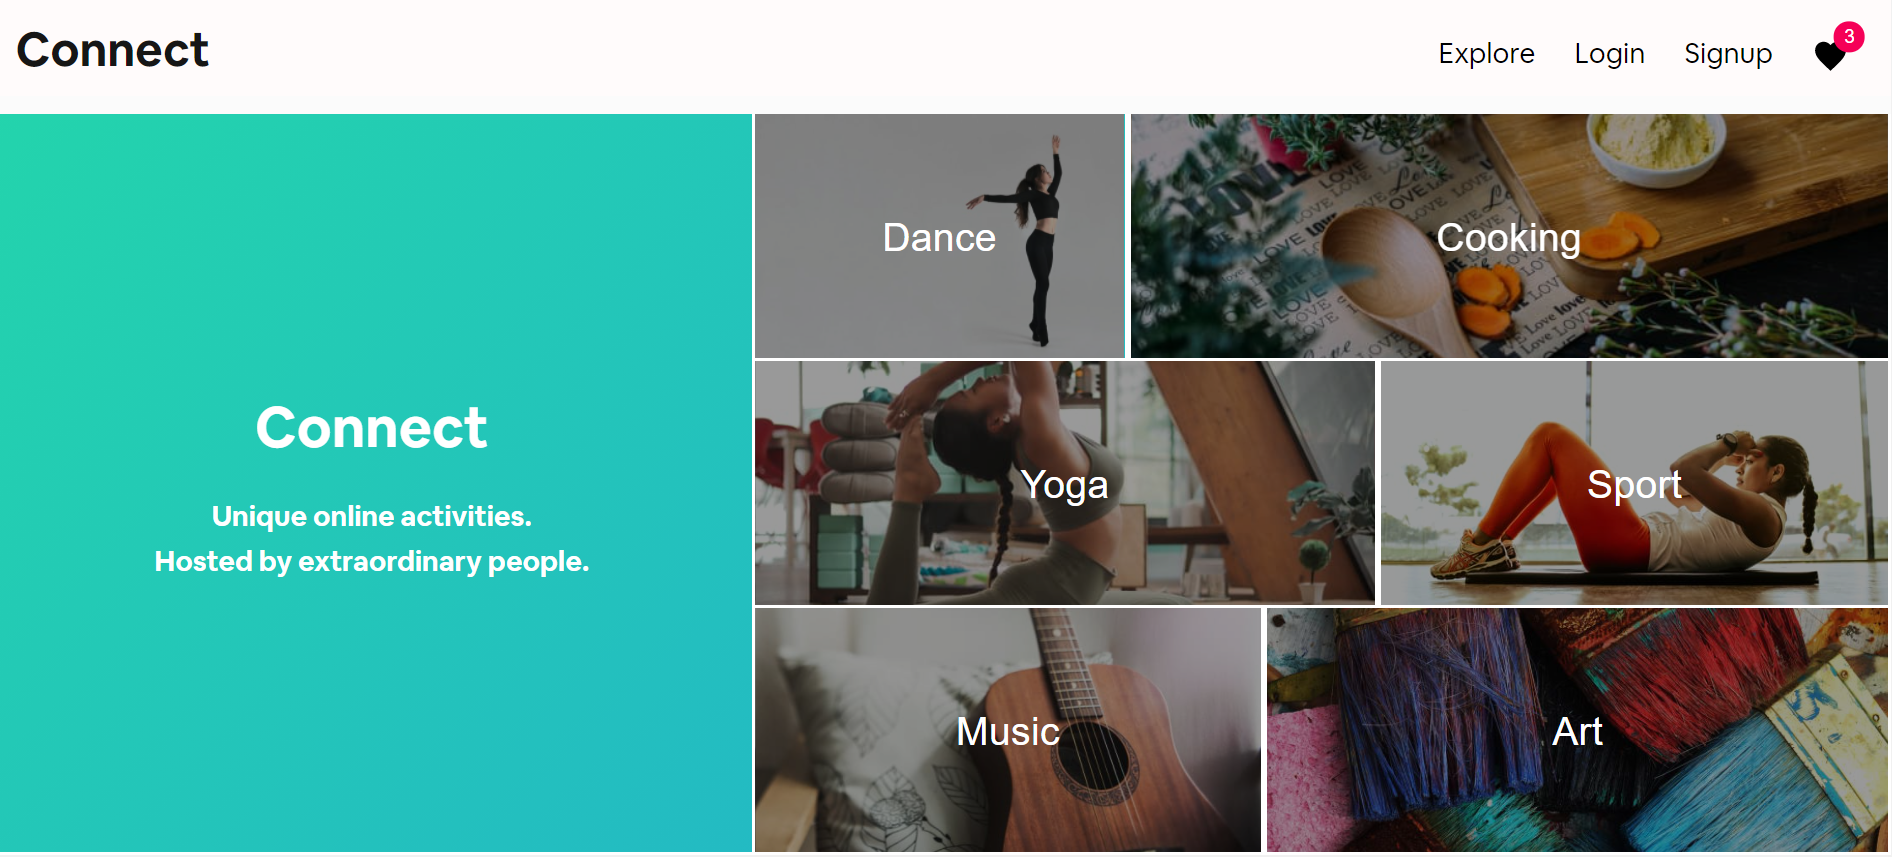 Connect
Explore Login Signup 3
Connect
Unique online activities.
Hosted by extraordinary people.
Dance
Cooking
Yoga
Sport
Music
Art